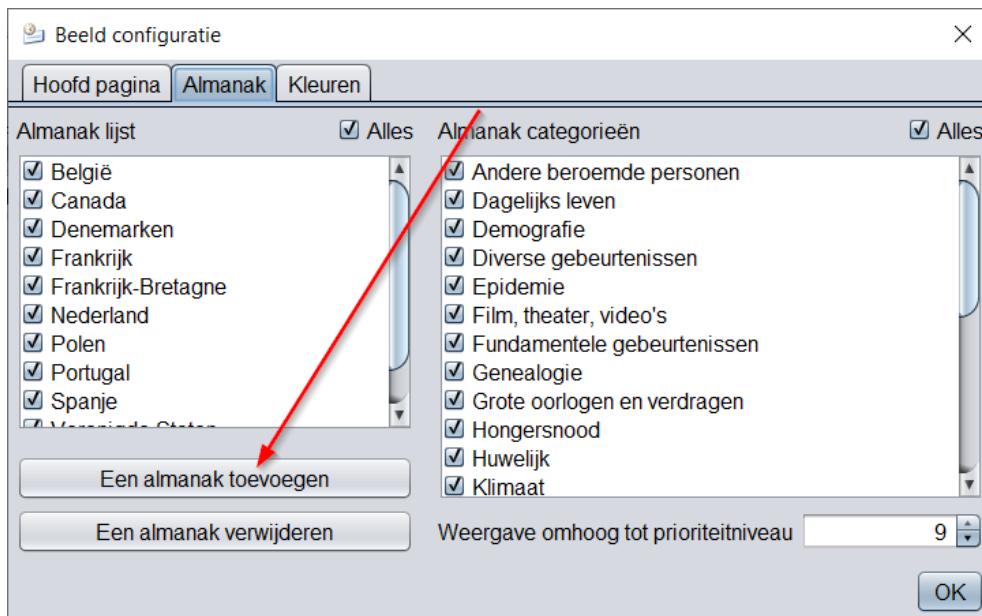 Beeld configuratie
Hoofd pagina Almanak Kleuren
Almanak lijst Alles
België
Canada
Denemarken
Frankrijk
Frankrijk-Bretagne
Nederland
Polen
Portugal
Spanje
Verenigde Staten
Een almanak toevoegen
Een almanak verwijderen
Almanak categorieën Alles
Andere beroemde personen
Dagelijks leven
Demografie
Diverse gebeurtenissen
Epidemie
Film, theater, video's
Fundamentele gebeurtenissen
Genealogie
Grote oorlogen en verdragen
Hongersnood
Huwelijk
Klimaat
Weergave omhoog tot prioriteitniveau 9
OK